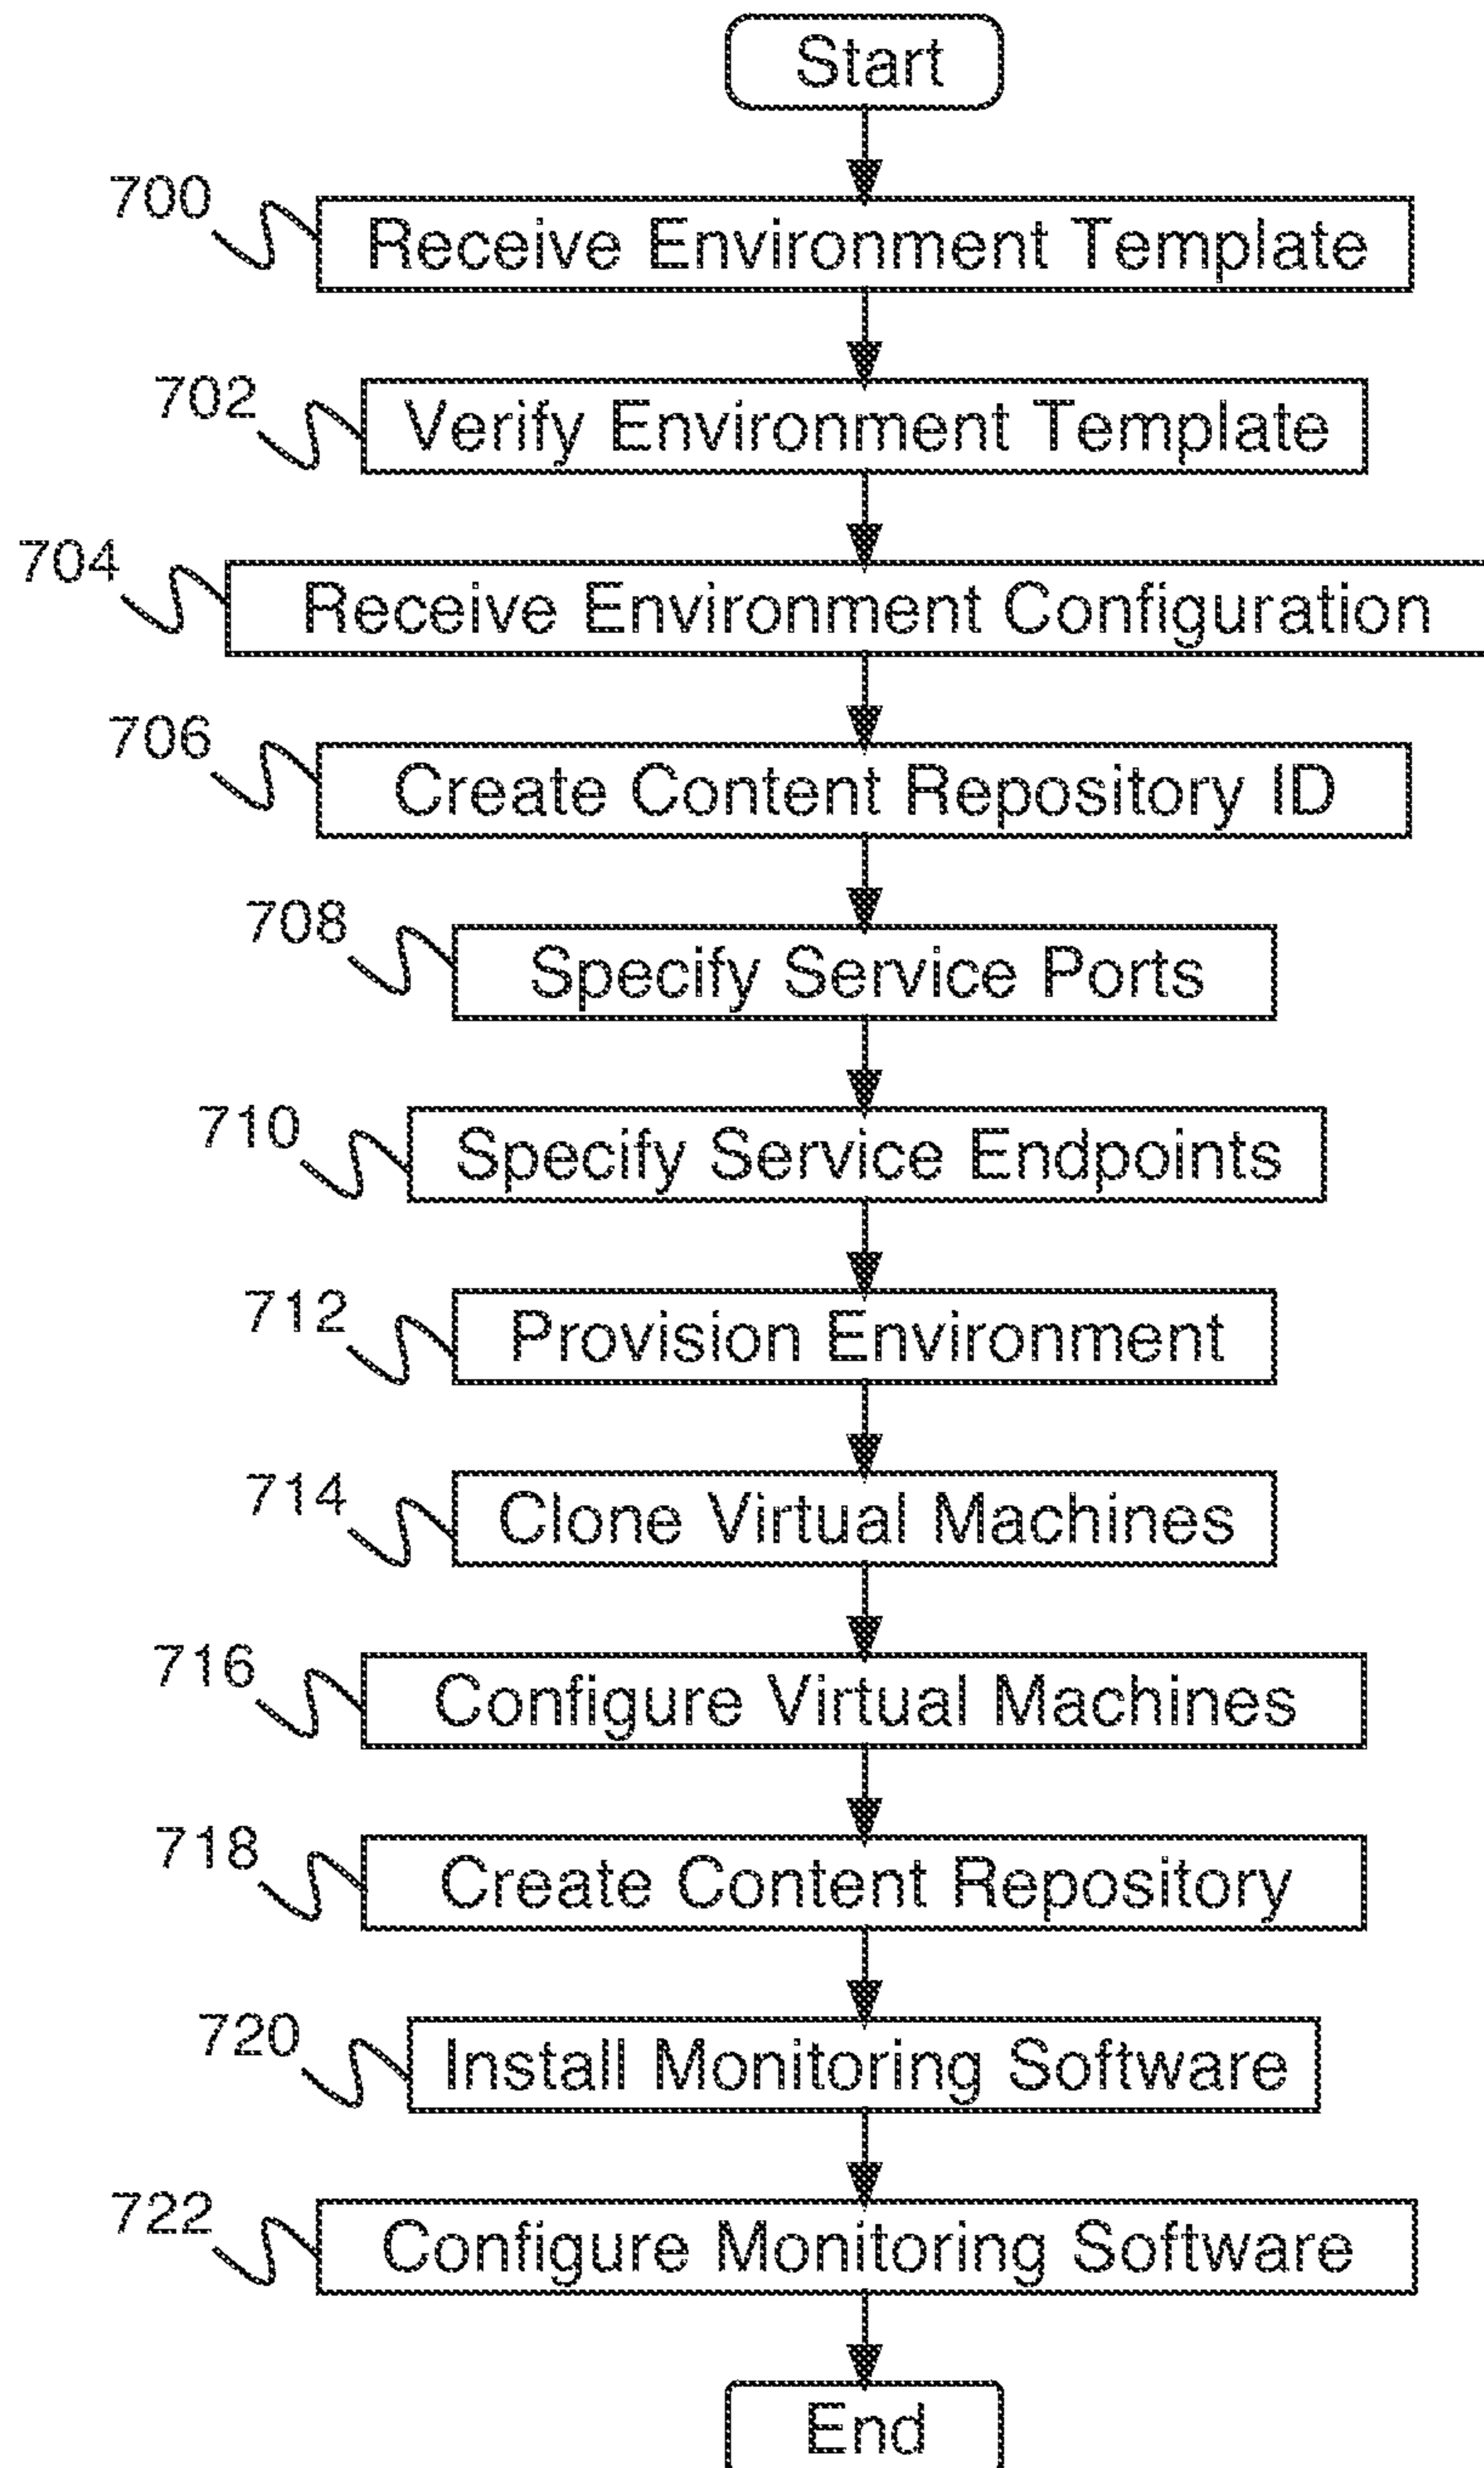 Start
700
Receive Environment Template
702
Verify Environment Template
704
Receive Environment Configuration
706
Create Content Repository ID
708
Specify Service Ports
710
Specify Service Endpoints
712
Provision Environment
714
Clone Virtual Machines
716
Configure Virtual Machines
718
Create Content Repository
720
Install Monitoring Software
722
Configure Monitoring Software
End